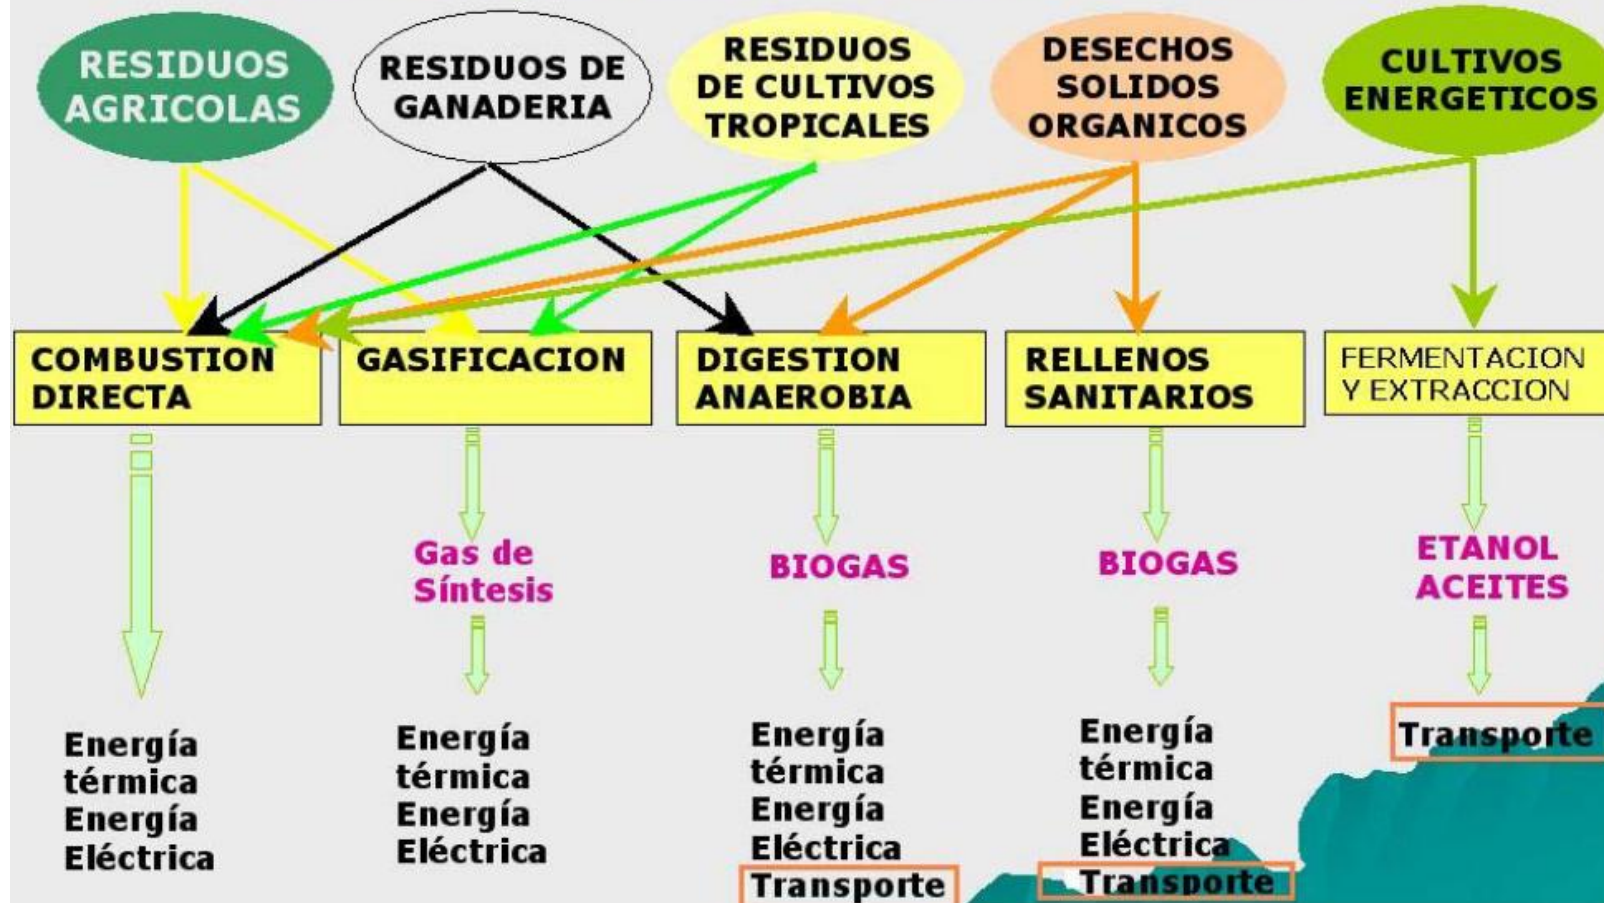 RESIDUOS
AGRICOLAS
RESIDUOS DE
GANADERIA
RESIDUOS
DE CULTIVOS
TROPICALES
DESECHOS
SOLIDOS
ORGANICOS
CULTIVOS
ENERGETICOS
COMBUSTION
DIRECTA
GASIFICACION
DIGESTION
ANAEROBIA
RELLENOS
SANITARIOS
FERMENTACION
Y EXTRACCION
Gas de
Síntesis
BIOGAS
BIOGAS
ETANOL
ACEITES
Energía
térmica
Energía
Eléctrica
Energía
térmica
Energía
Eléctrica
Energía
térmica
Energía
Eléctrica
Transporte
Energía
térmica
Energía
Eléctrica
Transporte
Transporte